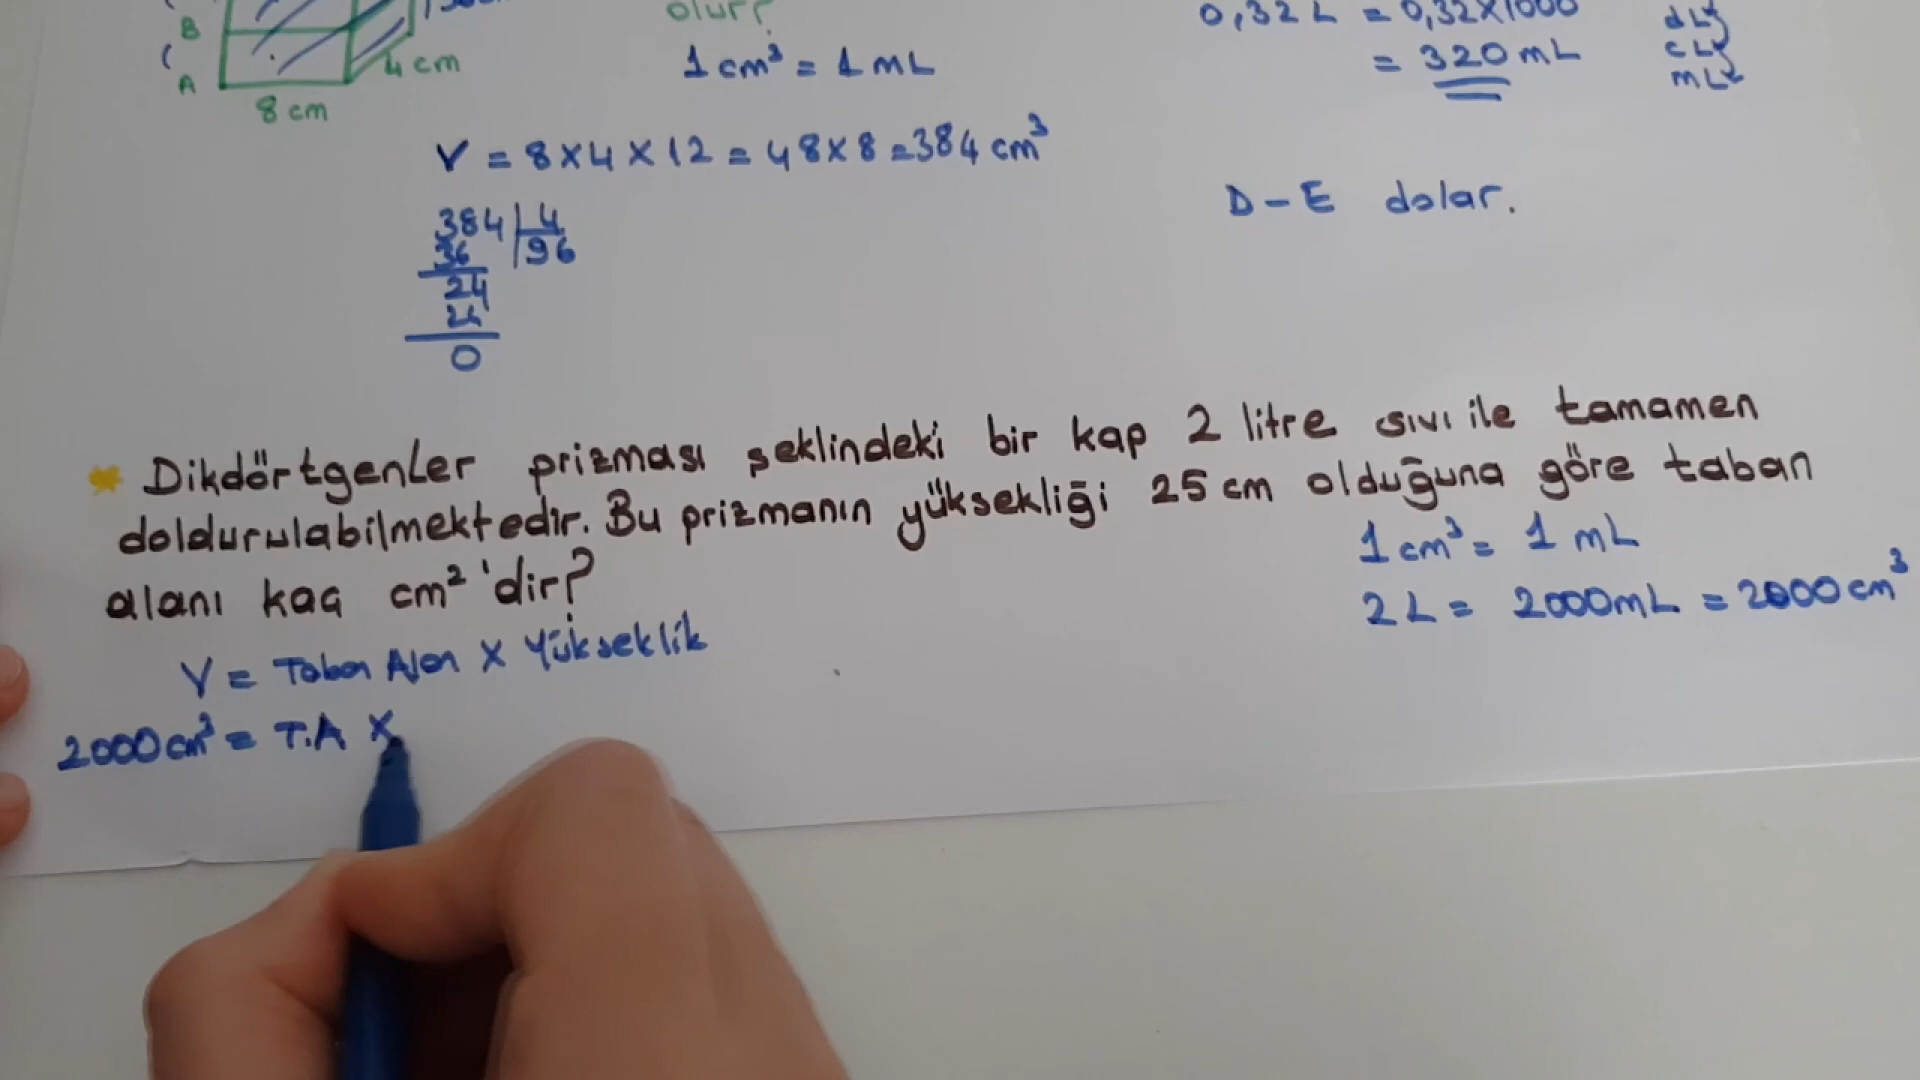 olur?
0,32 L = 0,32x1000
dL
B
1 cm³ = 1 mL
= 320 mL
cL
mL
A
4 cm
8 cm
V = 8x4x12 = 48x8 = 384 cm³
D-E dolar.
384 | 4
36 96
24
24
0
Dikdörtgenler prizması şeklindeki bir kap 2 litre sıvı ile tamamen
doldurulabilmektedir. Bu prizmanın yüksekliği 25 cm olduğuna göre taban
alanı kaç cm² 'dir?
1 cm³ = 1 mL
2 L = 2000mL = 2000 cm³
V = Taban Alan x Yükseklik
2000 cm³ = T.A x